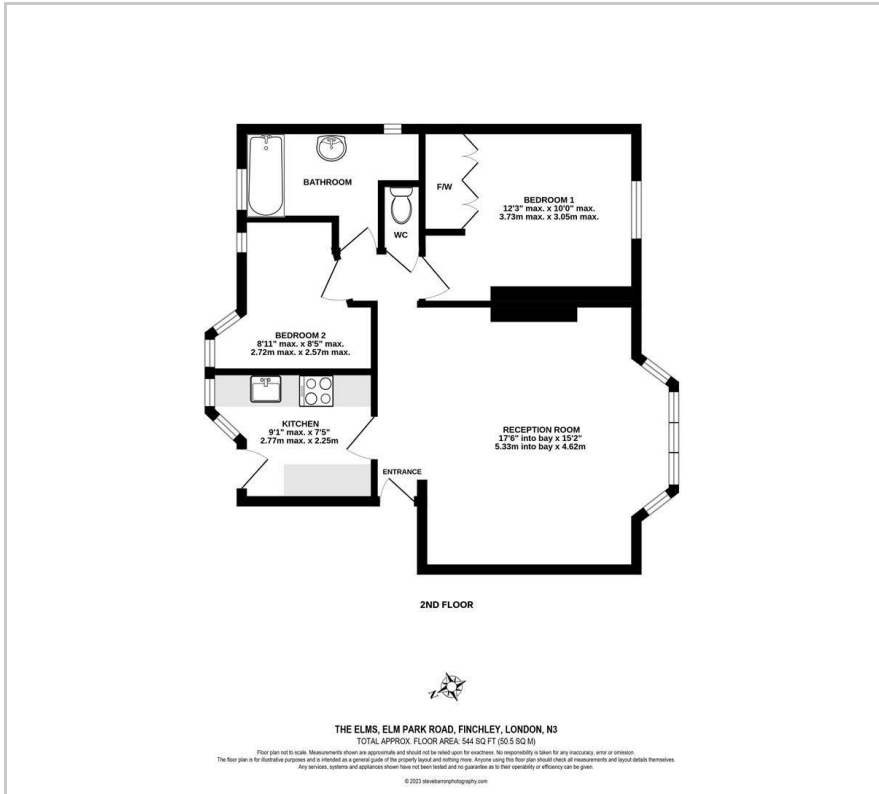 BATHROOM
F/W
BEDROOM 1
12'3" max. x 10'0" max.
3.73m max. x 3.05m max.
WC
BEDROOM 2
8'11" max. x 8'5" max.
2.72m max. x 2.57m max.
KITCHEN
9'1" max. x 7'5"
2.77m max. x 2.25m
RECEPTION ROOM
17'6" into bay x 15'2"
5.33m into bay x 4.62m
ENTRANCE
2ND FLOOR
N
THE ELMS, ELM PARK ROAD, FINCHLEY, LONDON, N3
TOTAL APPROX. FLOOR AREA: 544 SQ FT (50.5 SQ M)
Floor plan not to scale. Measurements shown are approximate and should not be relied upon for exactness. No responsibility is taken for any inaccuracy, error or omission.
The floor plan is for illustrative purposes and is intended as a general guide of the property layout and nothing more. Anyone using this floor plan should check all measurements and layout details themselves.
Any services, systems and appliances shown have not been tested and no guarantee as to their operability or efficiency can be given.
© 2023 stevebarronphotography.com